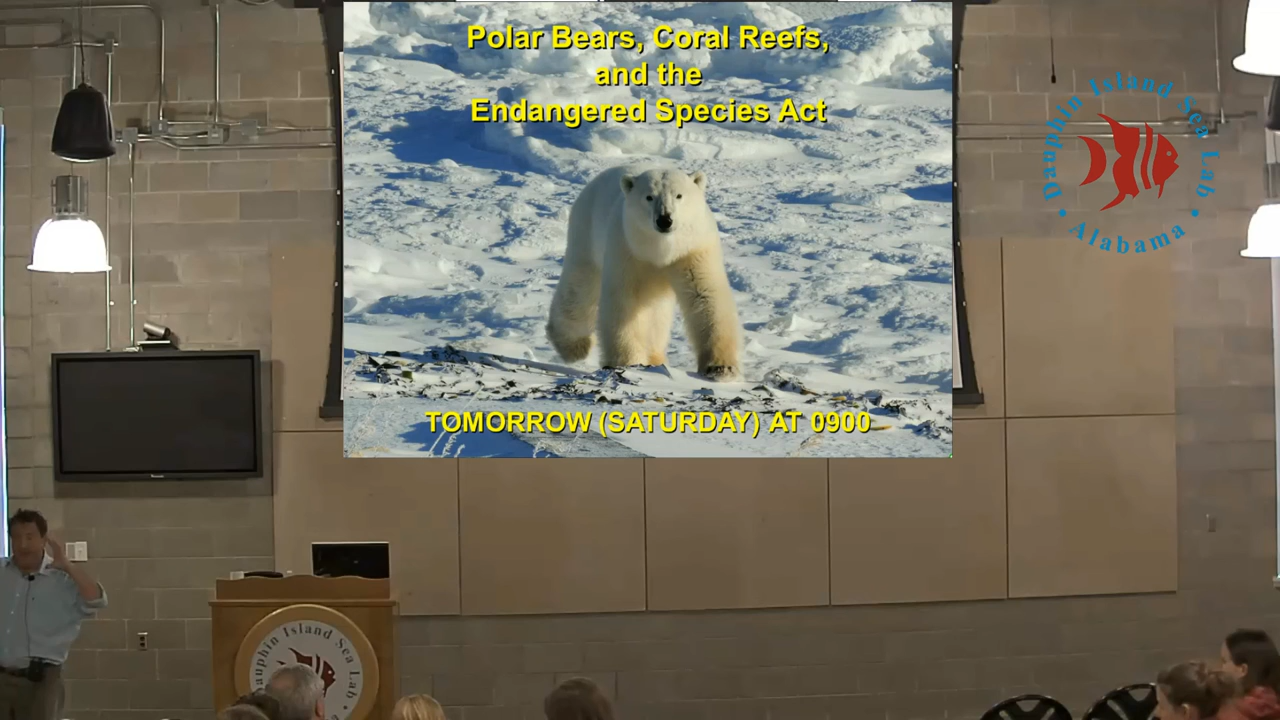 Polar Bears, Coral Reefs,
and the
Endangered Species Act
TOMORROW (SATURDAY) AT 0900
Dauphin Island Sea Lab
• Alabama •
Dauphin Island Sea Lab